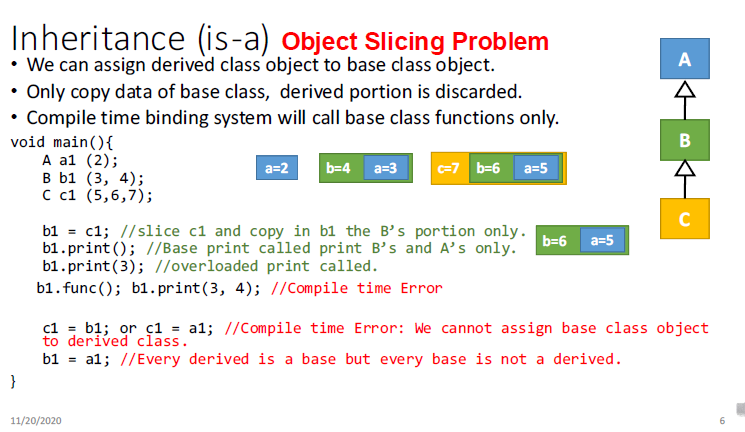 Inheritance (is-a) Object Slicing Problem
• We can assign derived class object to base class object.
• Only copy data of base class, derived portion is discarded.
• Compile time binding system will call base class functions only.
void main(){
A a1 (2);
B b1 (3, 4);
C c1 (5,6,7);
a=2
b=4 a=3
c=7 b=6 a=5
A
B
C
b1 = c1; //slice c1 and copy in b1 the B’s portion only.
b1.print(); //Base print called print B’s and A’s only.
b1.print(3); //overloaded print called.
b=6 a=5
b1.func(); b1.print(3, 4); //Compile time Error
c1 = b1; or c1 = a1; //Compile time Error: We cannot assign base class object
to derived class.
b1 = a1; //Every derived is a base but every base is not a derived.
}
11/20/2020
6